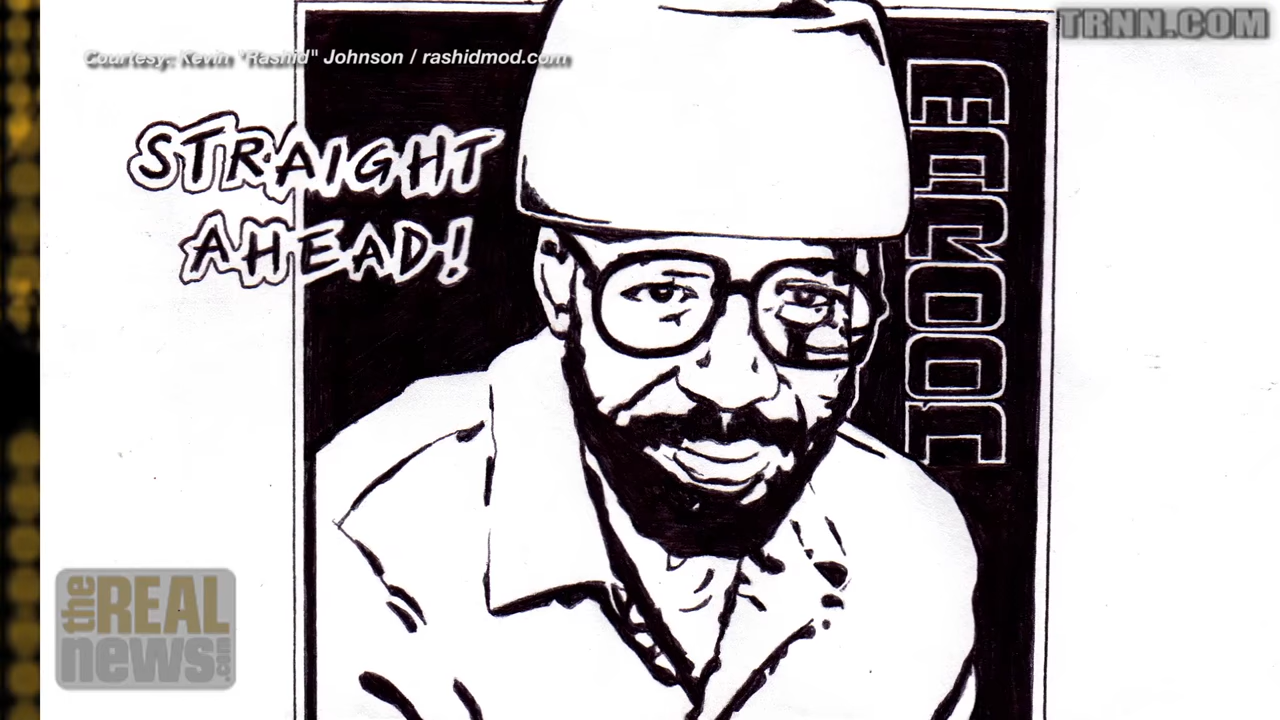 TRNN.COM
Courtesy: Kevin "Rashid" Johnson / rashidmod.com
STRAIGHT
AHEAD!
MAROON
the REAL
news.com